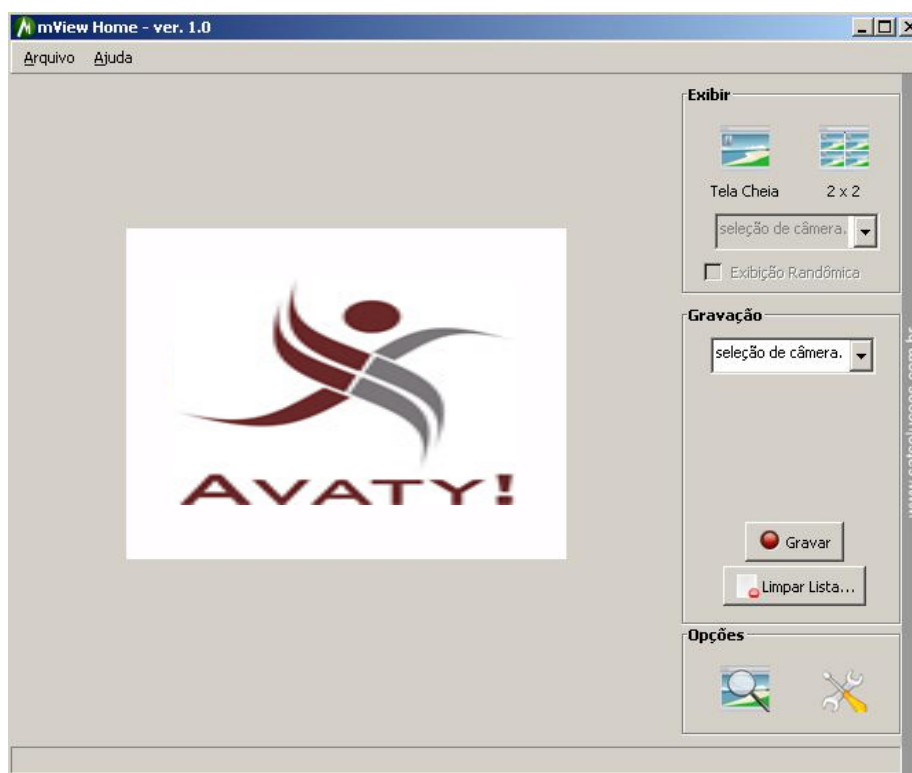 mView Home - ver. 1.0
Arquivo Ajuda
Exibir
Tela Cheia 2 x 2
seleção de câmera.
Exibição Randômica
Gravação
seleção de câmera.
Gravar
Limpar Lista...
Opções
AVATY!